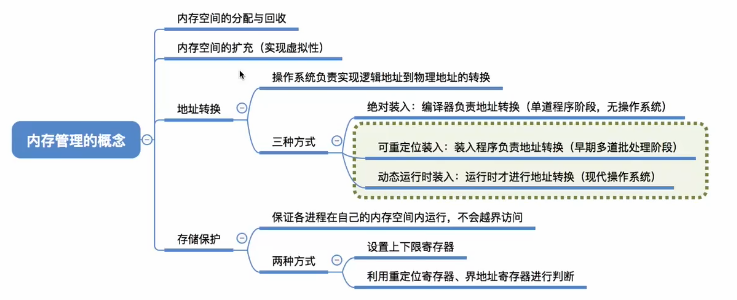 内存空间的分配与回收
内存空间的扩充（实现虚拟性）
操作系统负责实现逻辑地址到物理地址的转换
地址转换
绝对装入：编译器负责地址转换（单道程序阶段，无操作系统）
三种方式
可重定位装入：装入程序负责地址转换（早期多道批处理阶段）
动态运行时装入：运行时才进行地址转换（现代操作系统）
内存管理的概念
保证各进程在自己的内存空间内运行，不会越界访问
存储保护
设置上下限寄存器
两种方式
利用重定位寄存器、界地址寄存器进行判断